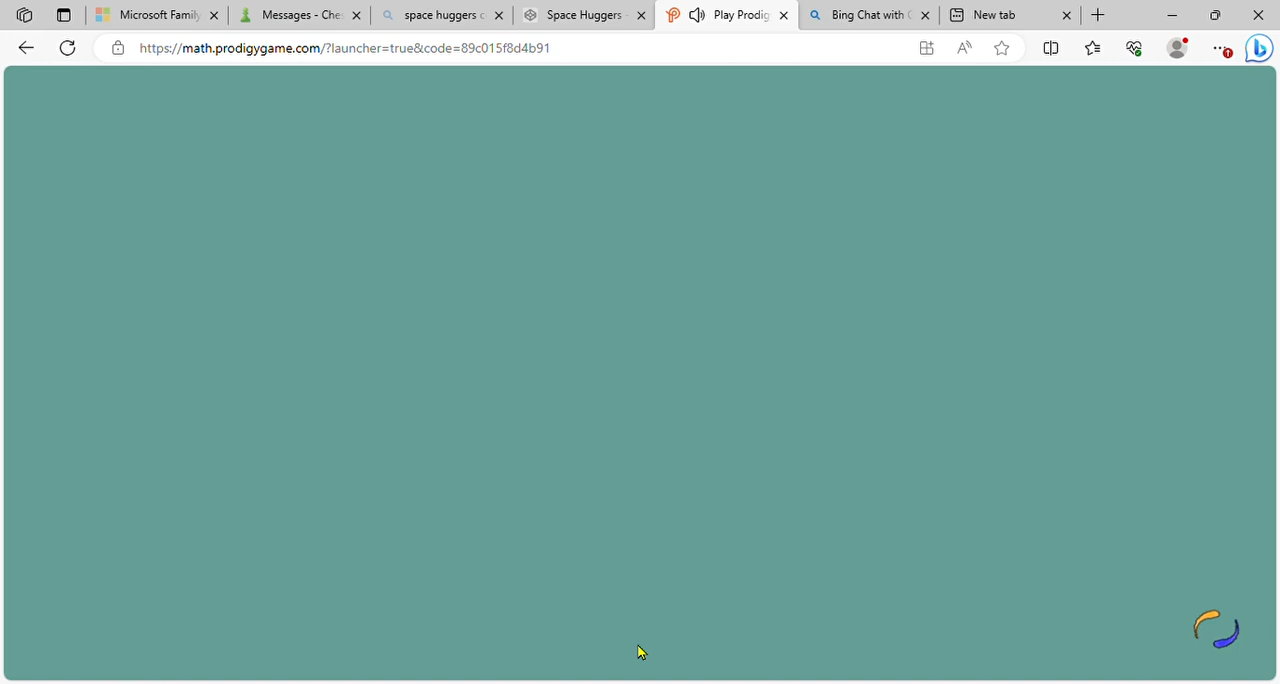 Microsoft Family
Messages - Ches
space huggers c
Space Huggers -
Play Prodig
Bing Chat with
New tab
https://math.prodigygame.com/?launcher=true&code=89c015f8d4b91